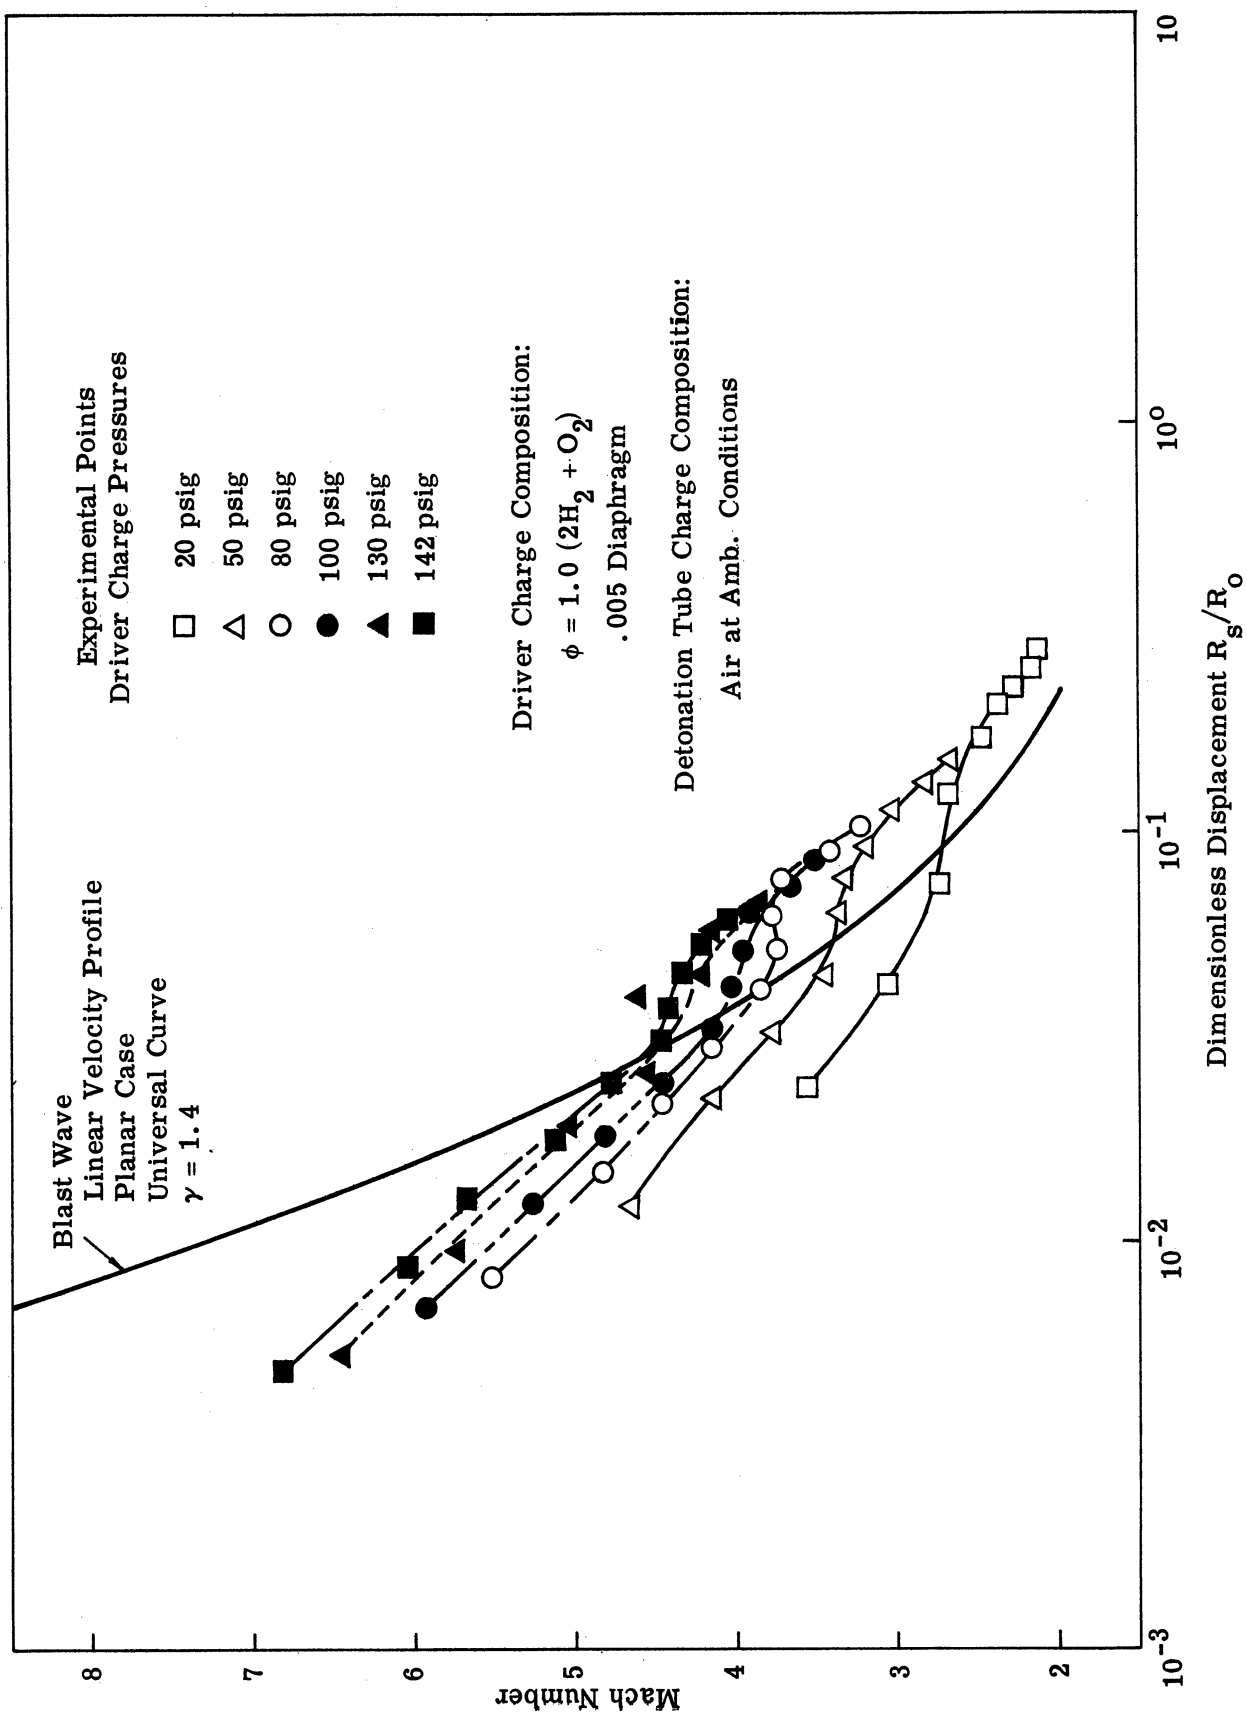 Blast Wave
Linear Velocity Profile
Planar Case
Universal Curve
γ = 1.4
Experimental Points
Driver Charge Pressures
20 psig
50 psig
80 psig
100 psig
130 psig
142 psig
Driver Charge Composition:
ϕ = 1.0 (2H₂ + O₂)
.005 Diaphragm
Detonation Tube Charge Composition:
Air at Amb. Conditions
Mach Number
8
7
6
5
4
3
2
10⁻³
10⁻²
10⁻¹
10⁰
10
Dimensionless Displacement Rₛ/Rₒ